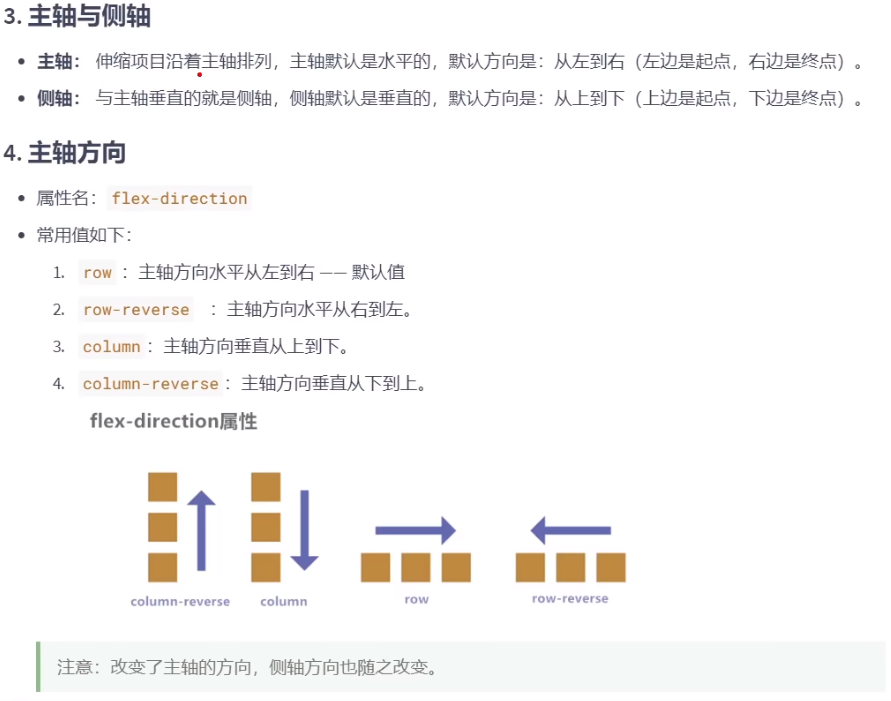 3. 主轴与侧轴
• 主轴： 伸缩项目沿着主轴排列，主轴默认是水平的，默认方向是：从左到右（左边是起点，右边是终点）。
• 侧轴： 与主轴垂直的就是侧轴，侧轴默认是垂直的，默认方向是：从上到下（上边是起点，下边是终点）。
4. 主轴方向
• 属性名：flex-direction
• 常用值如下：
1. row ：主轴方向水平从左到右 —— 默认值
2. row-reverse ：主轴方向水平从右到左。
3. column ：主轴方向垂直从上到下。
4. column-reverse ：主轴方向垂直从下到上。
flex-direction属性
column-reverse column row row-reverse
注意：改变了主轴的方向，侧轴方向也随之改变。